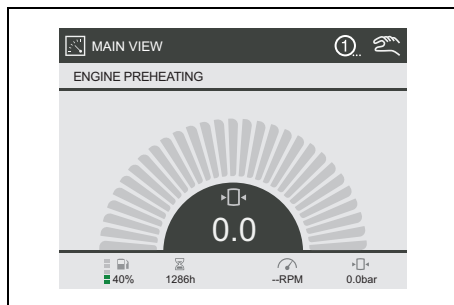 MAIN VIEW
1...
ENGINE PREHEATING
0.0
40% 1286h --RPM 0.0bar